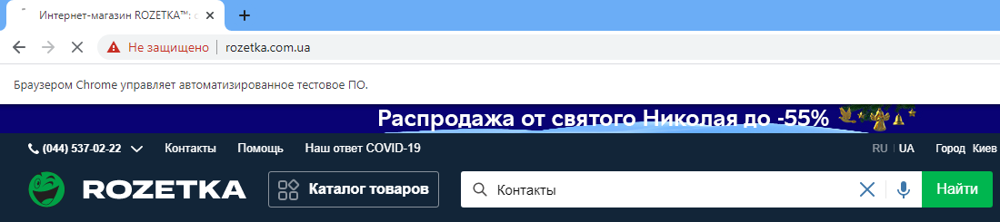 Интернет-магазин ROZETKA™: с
Не защищено rozetka.com.ua
Браузером Chrome управляет автоматизированное тестовое ПО.
Распродажа от святого Николая до -55%
(044) 537-02-22 Контакты Помощь Наш ответ COVID-19 RU UA Город Киев
ROZETKA Каталог товаров Контакты Найти